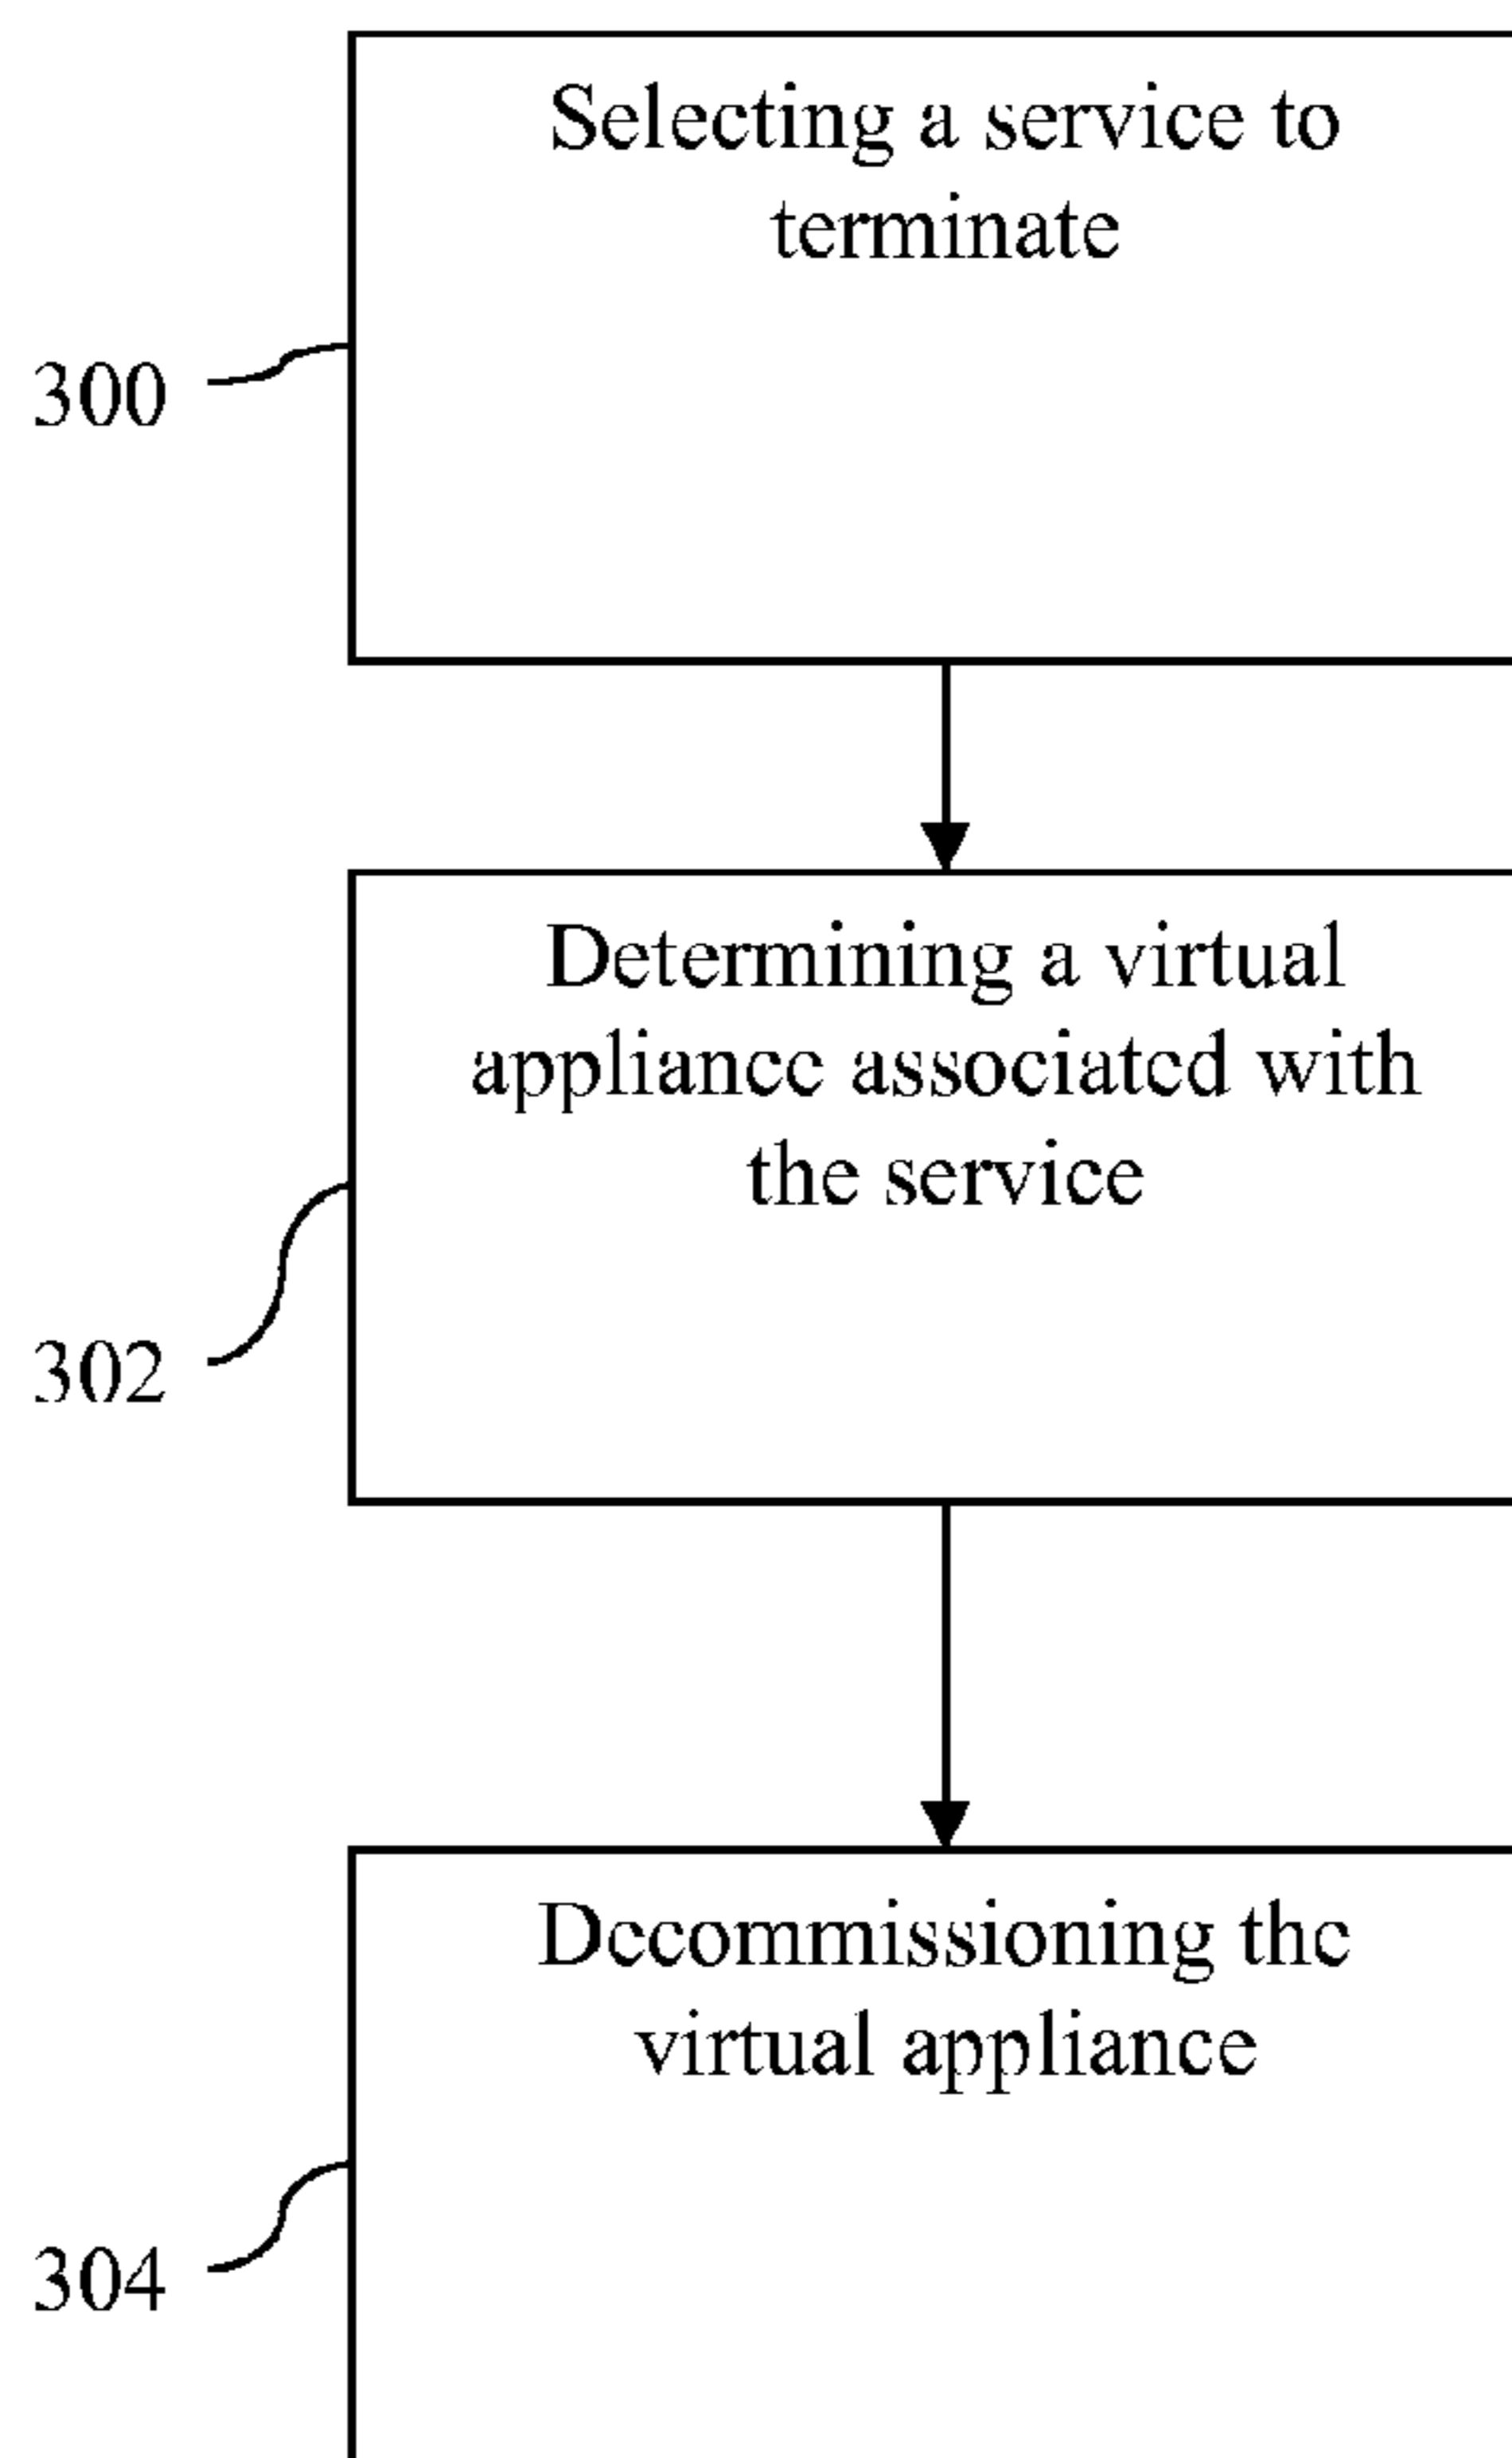 Selecting a service to
terminate
300
Determining a virtual
appliance associated with
the service
302
Decommissioning the
virtual appliance
304